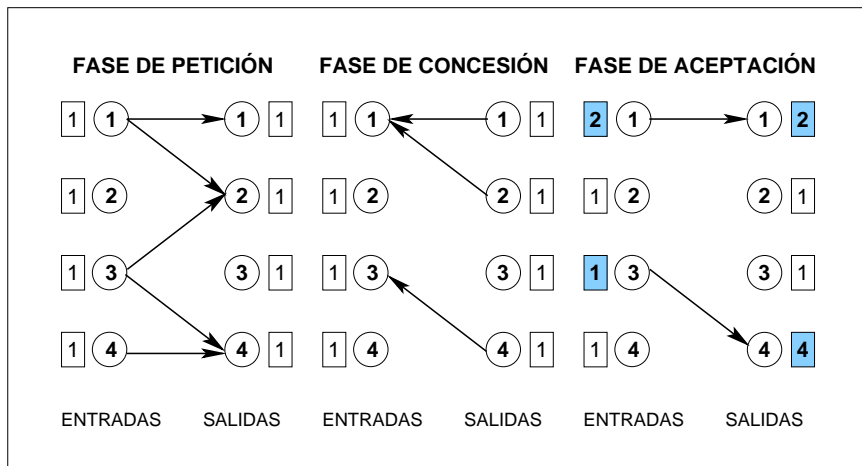 FASE DE PETICIÓN FASE DE CONCESIÓN FASE DE ACEPTACIÓN
1 1 1 1 1 1 1 1 2 1 1 2
1 2 2 1 1 2 2 1 1 2 2 1
1 3 3 1 1 3 3 1 1 3 3 1
1 4 4 1 1 4 4 1 1 4 4 4
ENTRADAS SALIDAS ENTRADAS SALIDAS ENTRADAS SALIDAS